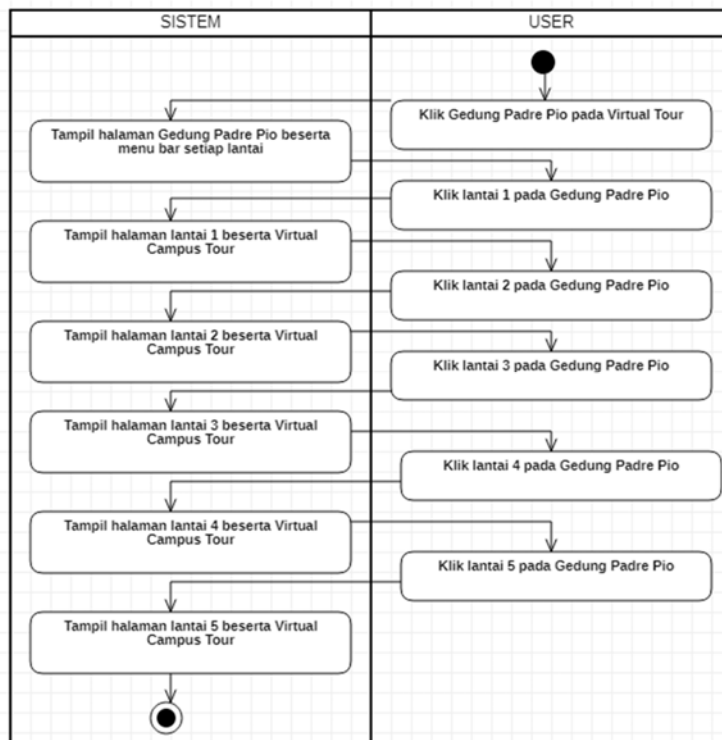 SISTEM
USER
Klik Gedung Padre Pio pada Virtual Tour
Tampil halaman Gedung Padre Pio beserta
menu bar setiap lantai
Klik lantai 1 pada Gedung Padre Pio
Tampil halaman lantai 1 beserta Virtual
Campus Tour
Klik lantai 2 pada Gedung Padre Pio
Tampil halaman lantai 2 beserta Virtual
Campus Tour
Klik lantai 3 pada Gedung Padre Pio
Tampil halaman lantai 3 beserta Virtual
Campus Tour
Klik lantai 4 pada Gedung Padre Pio
Tampil halaman lantai 4 beserta Virtual
Campus Tour
Klik lantai 5 pada Gedung Padre Pio
Tampil halaman lantai 5 beserta Virtual
Campus Tour